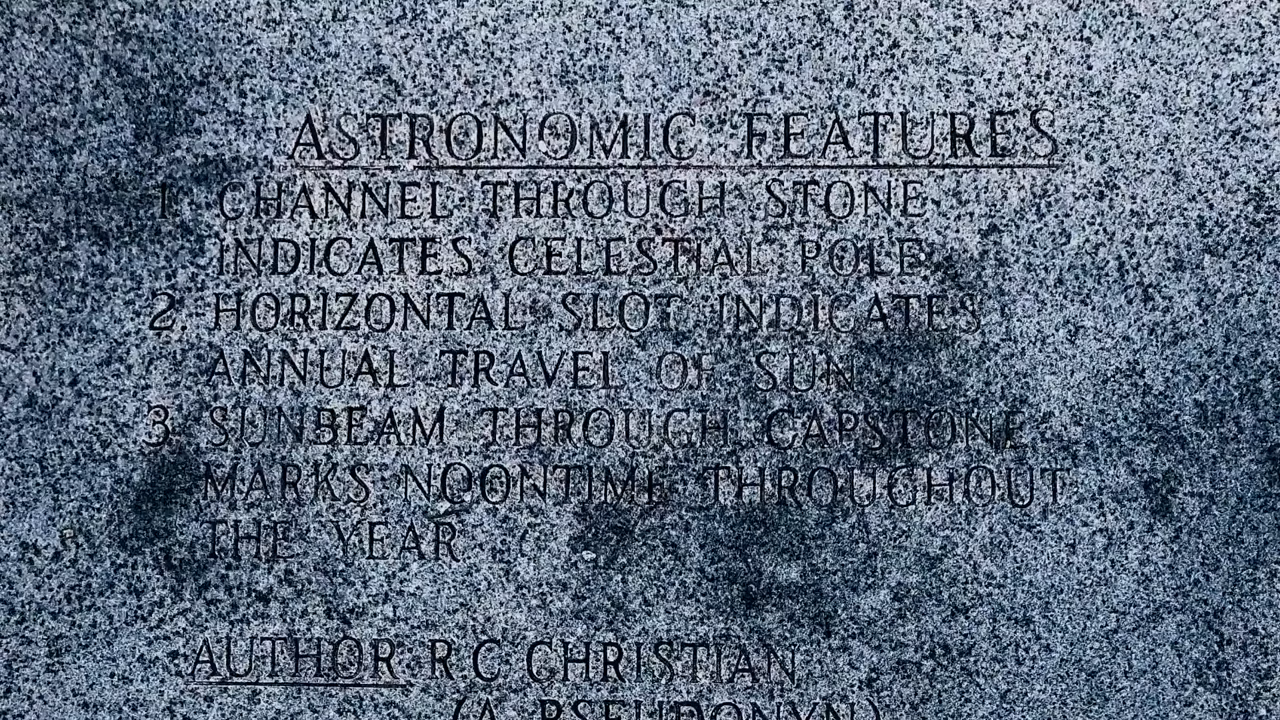 ASTRONOMIC FEATURES
1. CHANNEL THROUGH STONE
INDICATES CELESTIAL POLE
2. HORIZONTAL SLOT INDICATES
ANNUAL TRAVEL OF SUN
3. SUNBEAM THROUGH CAPSTONE
MARKS NOONTIME THROUGHOUT
THE YEAR
AUTHOR R C CHRISTIAN
(A PSEUDONYN)